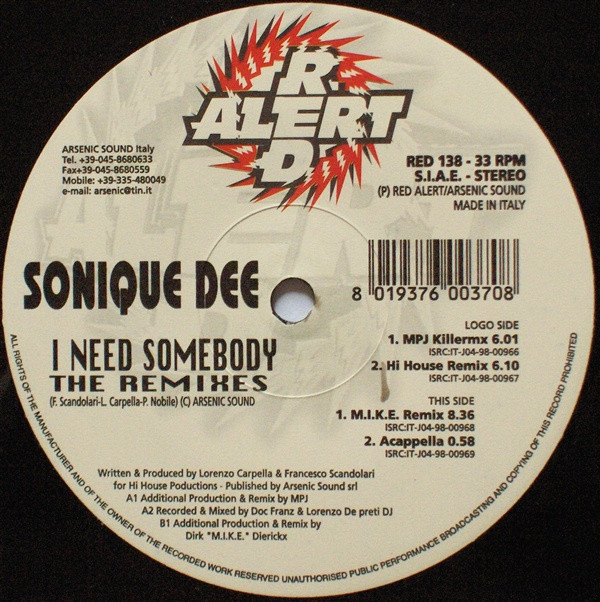 R
ALERT
D
ARSENIC SOUND Italy
Tel. +39-045-8680633
Fax+39-045-8680559
Mobile: +39-335-480049
e-mail: arsenic@tin.it
RED 138 - 33 RPM
S.I.A.E. - STEREO
(P) RED ALERT/ARSENIC SOUND
MADE IN ITALY
SONIQUE DEE
8 019376 003708
I NEED SOMEBODY
THE REMIXES
(F. Scandolari-L. Carpella-P. Nobile) (C) ARSENIC SOUND
LOGO SIDE
1. MPJ Killermx 6.01
ISRC:IT-J04-98-00966
2. Hi House Remix 6.10
ISRC:IT-J04-98-00967
THIS SIDE
1. M.I.K.E. Remix 8.36
ISRC:IT-J04-98-00968
2. Acappella 0.58
ISRC:IT-J04-98-00969
Written & Produced by Lorenzo Carpella & Francesco Scandolari
for Hi House Poductions - Published by Arsenic Sound srl
A1 Additional Production & Remix by MPJ
A2 Recorded & Mixed by Doc Franz & Lorenzo De preti DJ
B1 Additional Production & Remix by
Dirk "M.I.K.E." Dierickx
ALL RIGHTS OF THE MANUFACTURER AND OF THE OWNER OF THE RECORDED WORK RESERVED UNAUTHORISED PUBLIC PERFORMANCE BROADCASTING AND COPYING OF THIS RECORD PROHIBITED